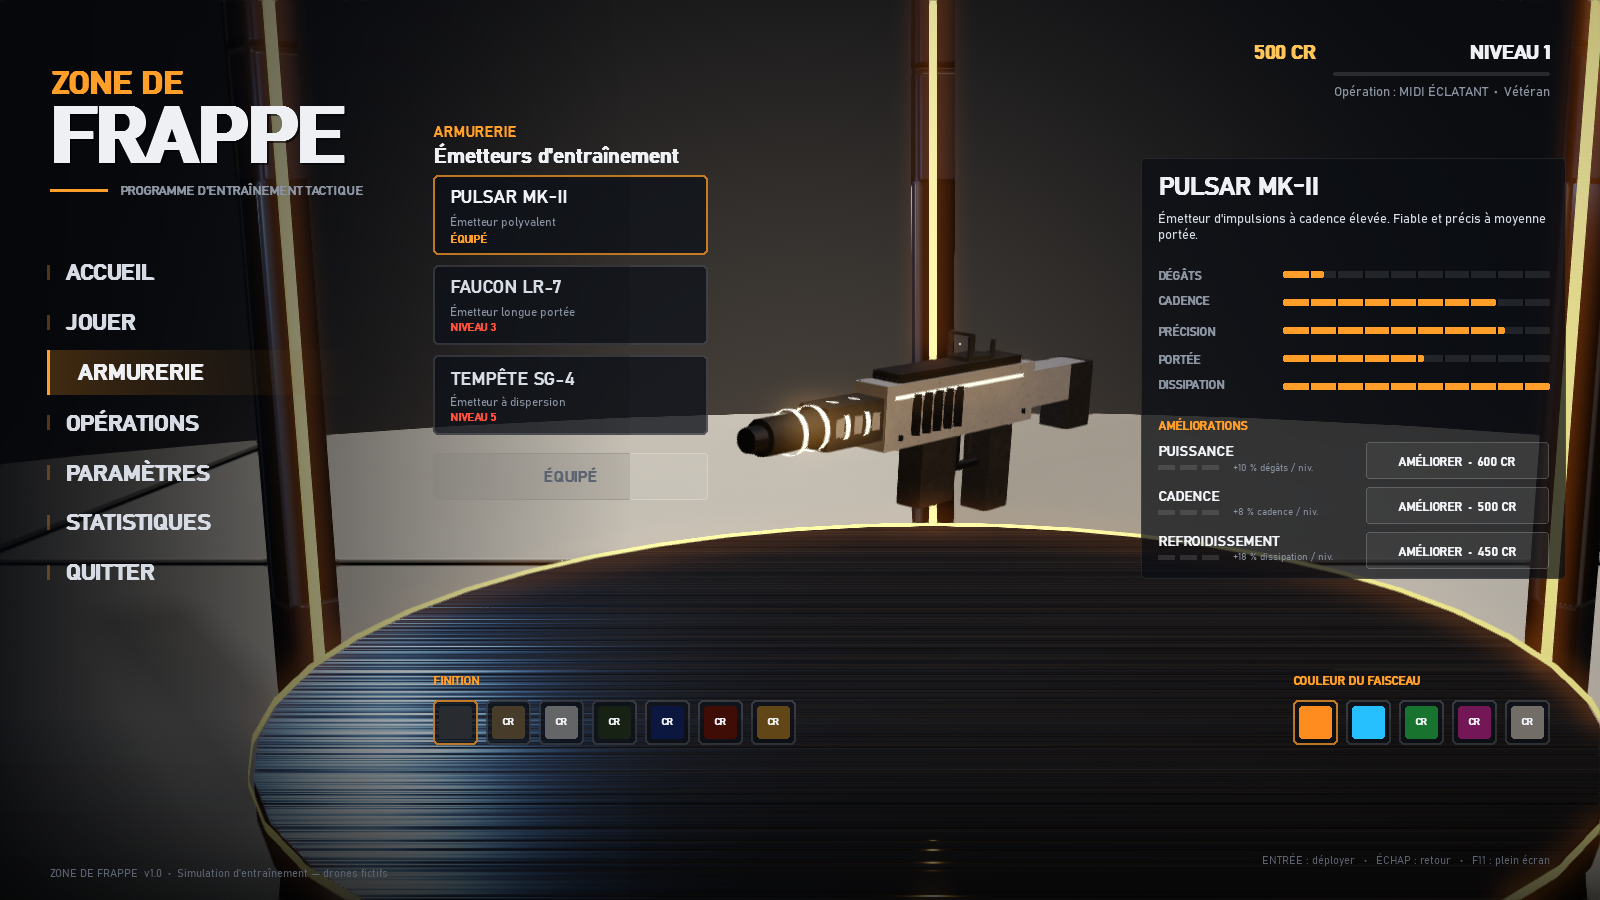 ZONE DE
FRAPPE
PROGRAMME D'ENTRAÎNEMENT TACTIQUE
ACCUEIL
JOUER
ARMURERIE
OPÉRATIONS
PARAMÈTRES
STATISTIQUES
QUITTER
ARMURERIE
Émetteurs d'entraînement
PULSAR MK-II
Émetteur polyvalent
ÉQUIPÉ
FAUCON LR-7
Émetteur longue portée
NIVEAU 3
TEMPÊTE SG-4
Émetteur à dispersion
NIVEAU 5
ÉQUIPÉ
500 CR
NIVEAU 1
Opération : MIDI ÉCLATANT • Vétéran
PULSAR MK-II
Émetteur d'impulsions à cadence élevée. Fiable et précis à moyenne
portée.
DÉGÂTS
CADENCE
PRÉCISION
PORTÉE
DISSIPATION
AMÉLIORATIONS
PUISSANCE
+10 % dégâts / niv.
AMÉLIORER - 600 CR
CADENCE
+8 % cadence / niv.
AMÉLIORER - 500 CR
REFROIDISSEMENT
+18 % dissipation / niv.
AMÉLIORER - 450 CR
FINITION
CR CR CR CR CR CR
COULEUR DU FAISCEAU
CR CR CR
ZONE DE FRAPPE v1.0 • Simulation d'entraînement — drones fictifs
ENTRÉE : déployer • ÉCHAP : retour • F11 : plein écran